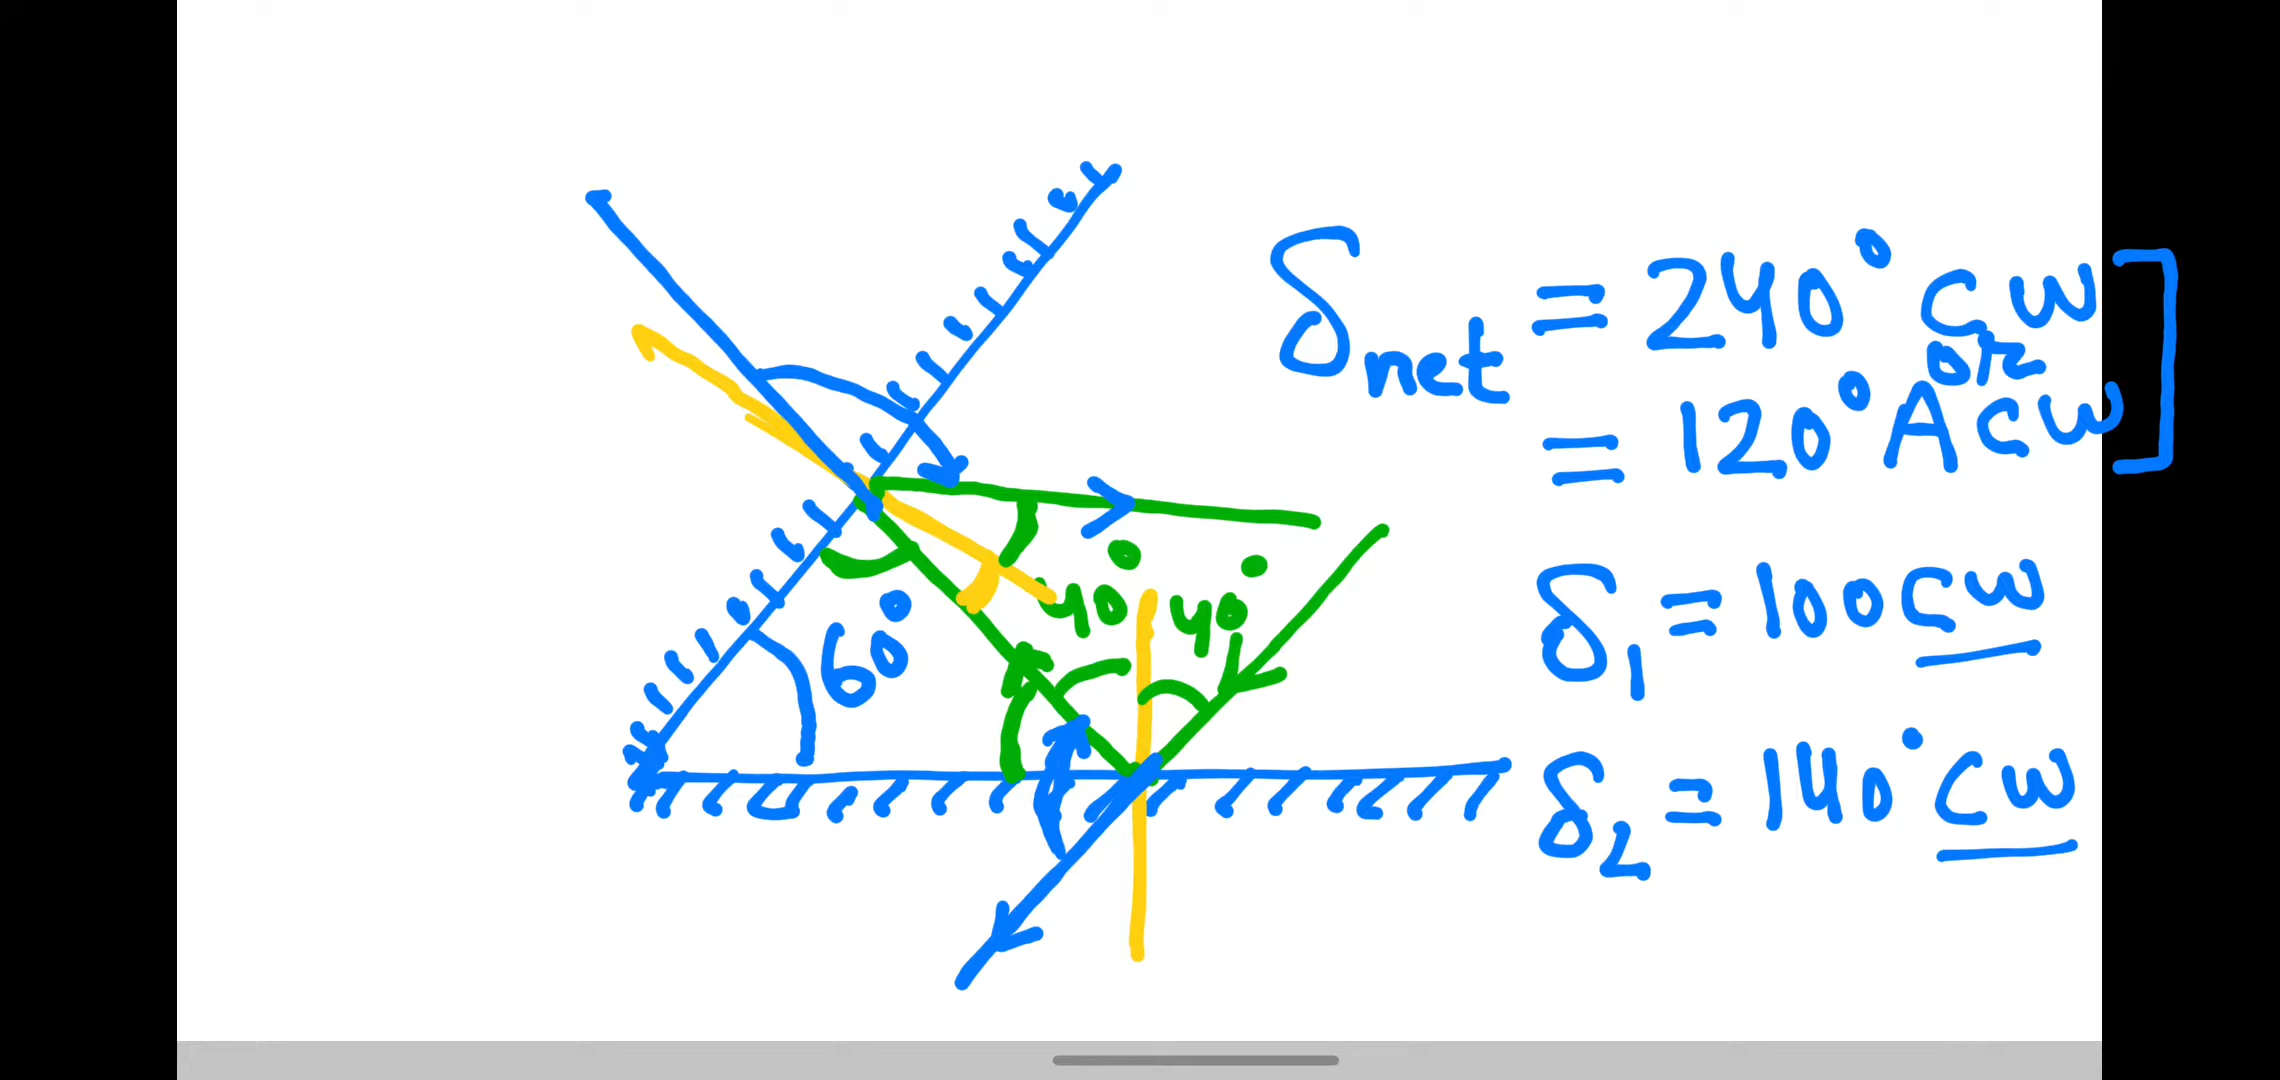 δnet = 240° cw
or
= 120° Acw]
60°
40°
40°
δ1 = 100 cw
δ2 = 140° cw